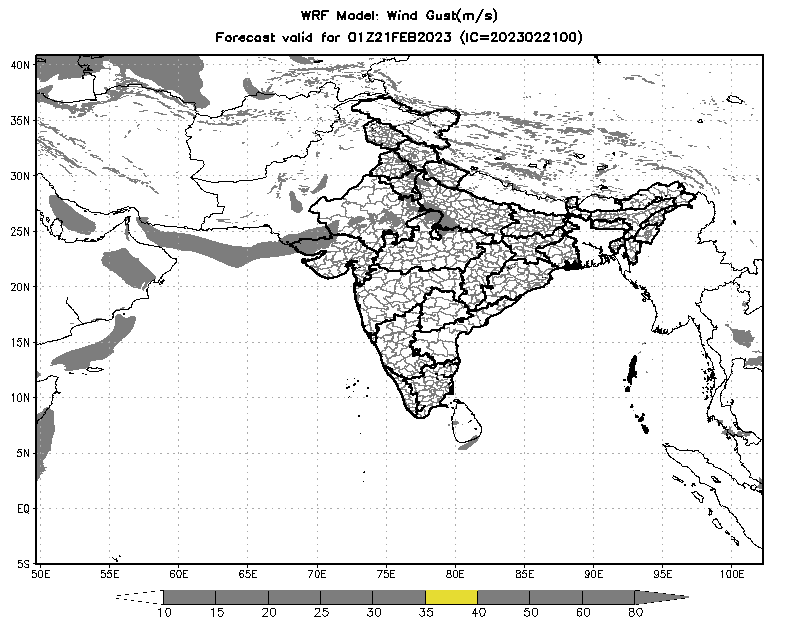 WRF Model: Wind Gust(m/s)
Forecast valid for 01Z21FEB2023 (IC=2023022100)
40N
35N
30N
25N
20N
15N
10N
5N
EQ
5S
50E 55E 60E 65E 70E 75E 80E 85E 90E 95E 100E
10 15 20 25 30 35 40 50 60 80